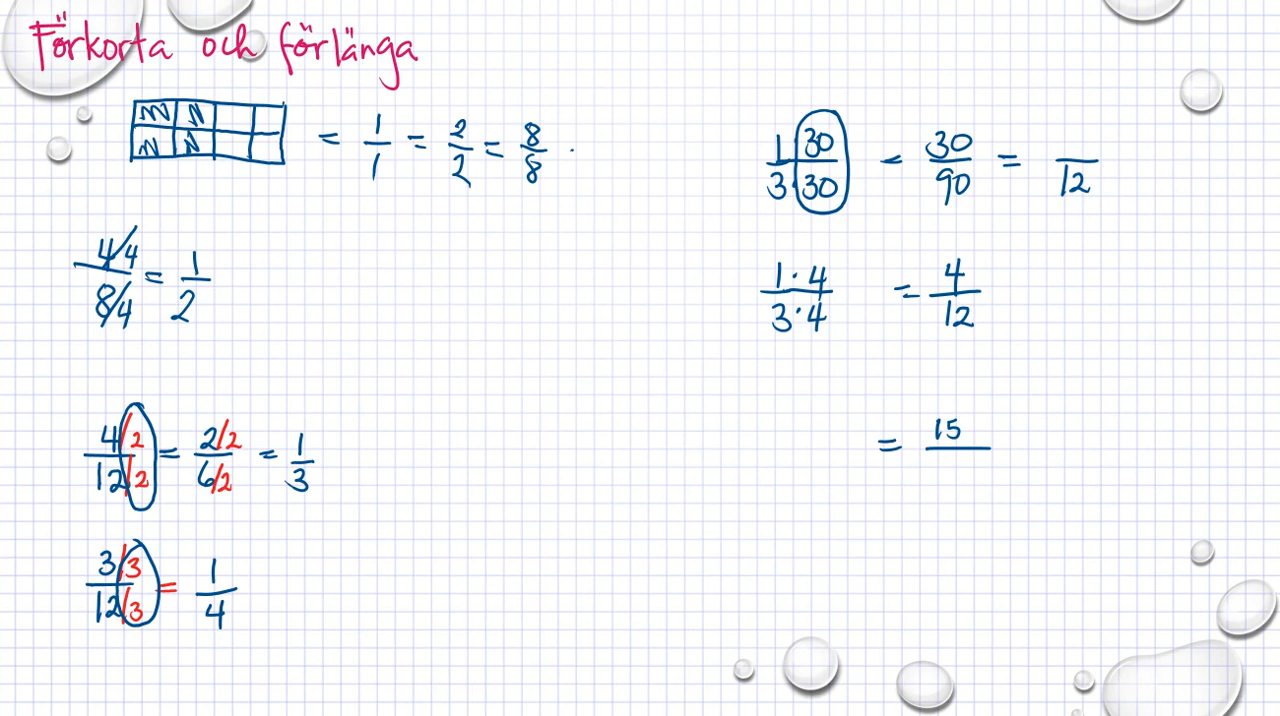 Förkorta och förlänga
= 1/1 = 2/2 = 8/8 .
4/4 / 8/4 = 1/2
4/2 / 12/2 = 2/2 / 6/2 = 1/3
3/3 / 12/3 = 1/4
1·30 / 3·30 = 30/90 = /12
1·4 / 3·4 = 4/12
= 15/